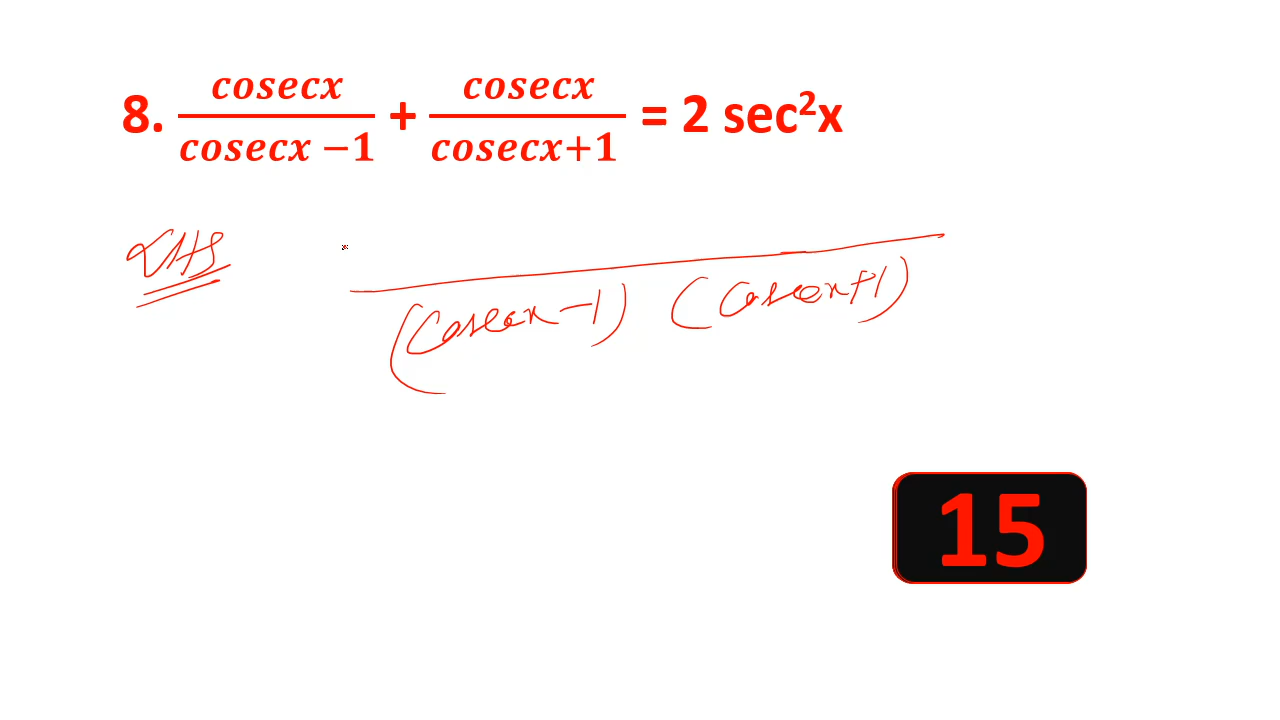 8. cosecx/cosecx −1 + cosecx/cosecx+1 = 2 sec²x
LHS
(cosecx −1) (cosecx+1)
15